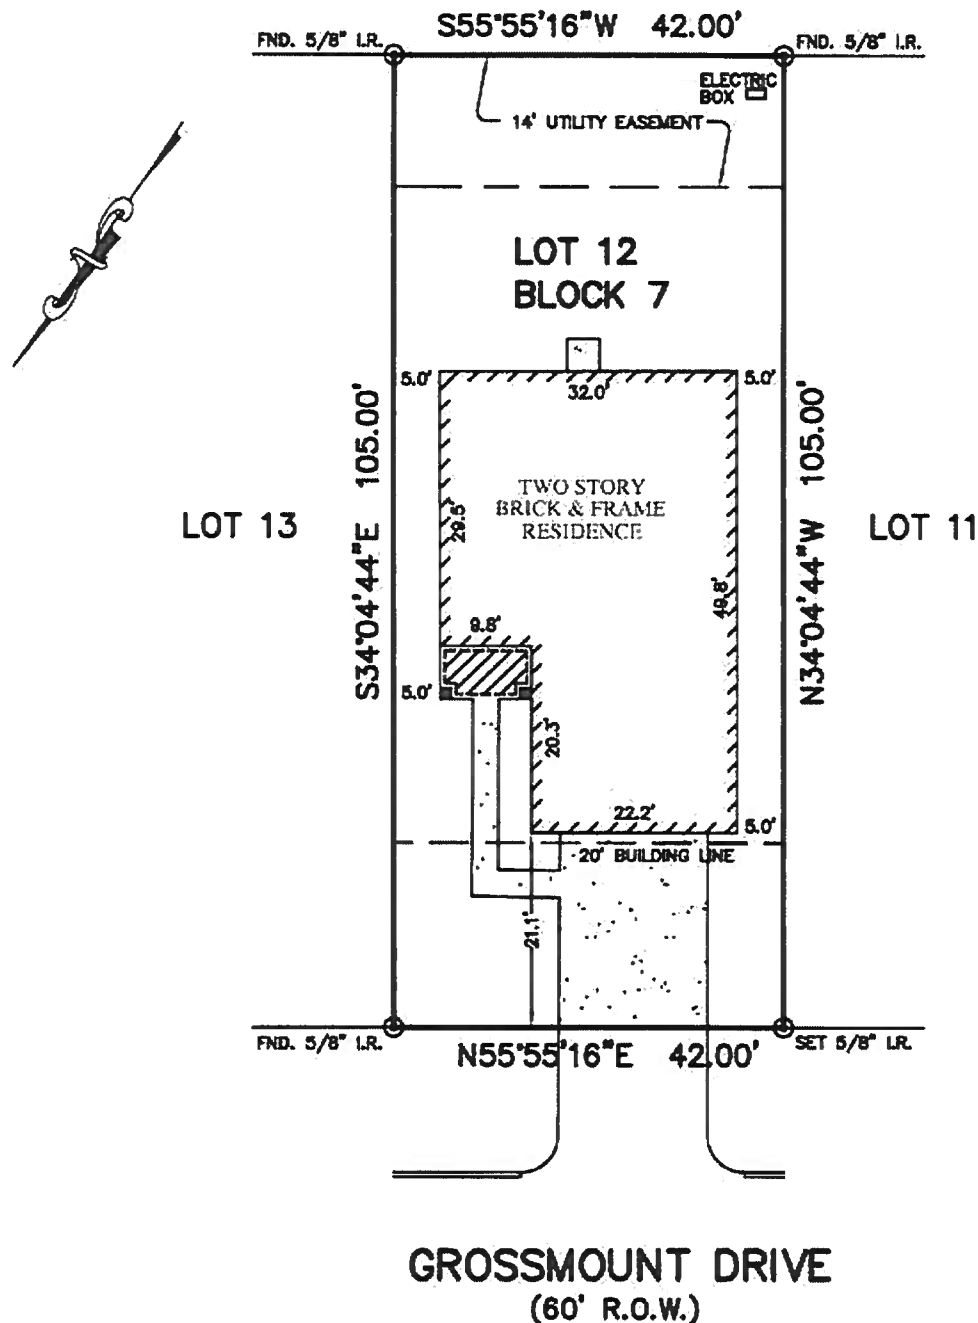 S55°55'16"W 42.00'
FND. 5/8" I.R.
FND. 5/8" I.R.
ELECTRIC
BOX
14' UTILITY EASEMENT
LOT 12
BLOCK 7
5.0'
32.0'
5.0'
S34°04'44"E 105.00'
N34°04'44"W 105.00'
LOT 13
LOT 11
TWO STORY
BRICK & FRAME
RESIDENCE
29.5'
49.8'
9.8'
5.0'
20.3'
22.2'
5.0'
20' BUILDING LINE
21.1'
FND. 5/8" I.R.
N55°55'16"E 42.00'
SET 5/8" I.R.
GROSSMOUNT DRIVE
(60' R.O.W.)